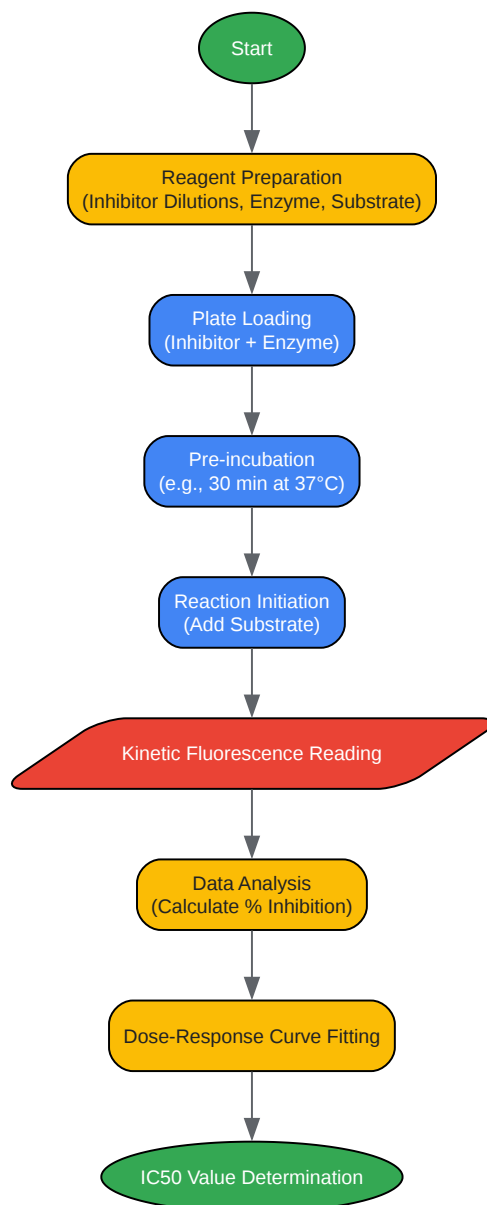 Start
Reagent Preparation
(Inhibitor Dilutions, Enzyme, Substrate)
Plate Loading
(Inhibitor + Enzyme)
Pre-incubation
(e.g., 30 min at 37°C)
Reaction Initiation
(Add Substrate)
Kinetic Fluorescence Reading
Data Analysis
(Calculate % Inhibition)
Dose-Response Curve Fitting
IC50 Value Determination